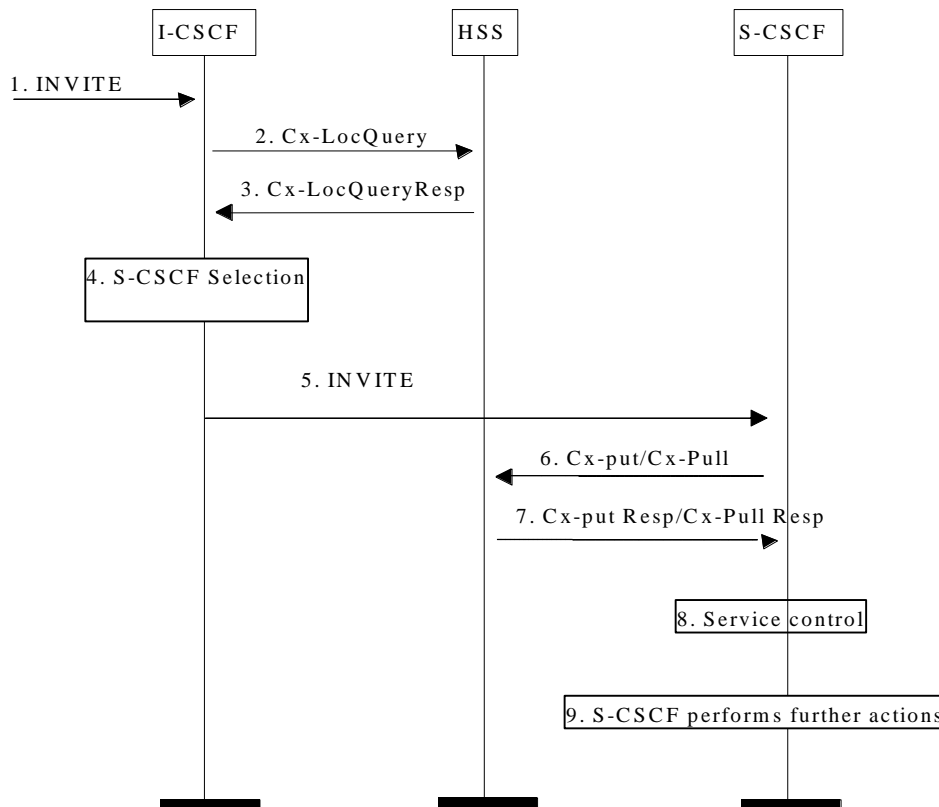 I-CSCF
HSS
S-CSCF
1. INVITE
2. Cx-LocQuery
3. Cx-LocQueryResp
4. S-CSCF Selection
5. INVITE
6. Cx-put/Cx-Pull
7. Cx-put Resp/Cx-Pull Resp
8. Service control
9. S-CSCF performs further actions